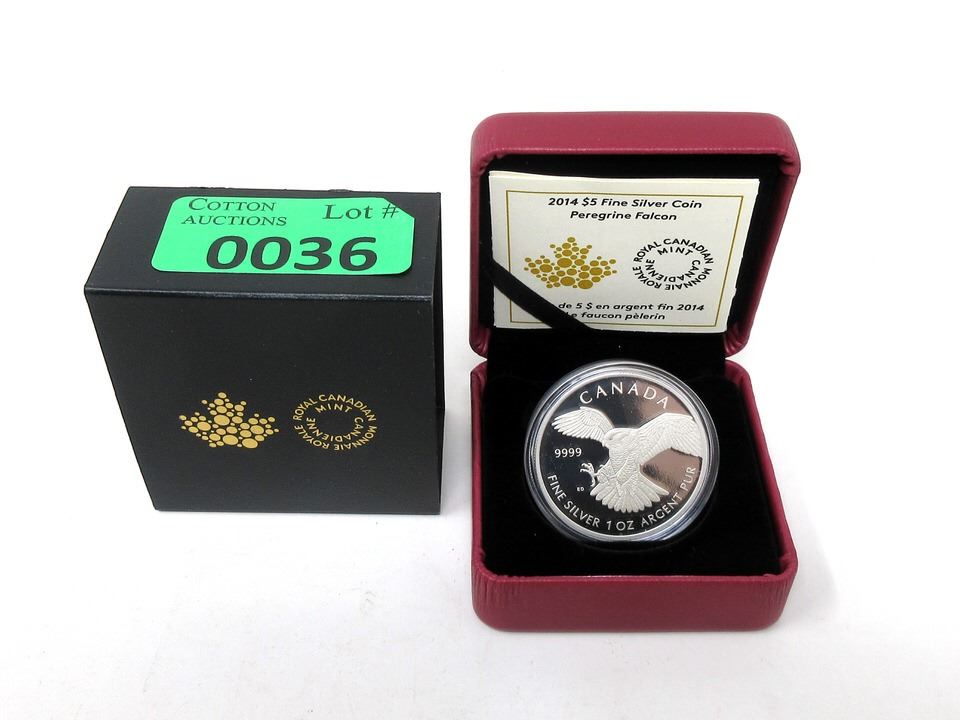 COTTON AUCTIONS Lot #
0036
ROYAL CANADIAN MINT
MONNAIE ROYALE CANADIENNE
2014 $5 Fine Silver Coin
Peregrine Falcon
ROYAL CANADIAN MINT
MONNAIE ROYALE CANADIENNE
de 5 $ en argent fin 2014
le faucon pèlerin
CANADA
9999
ED
FINE SILVER 1 OZ ARGENT PUR